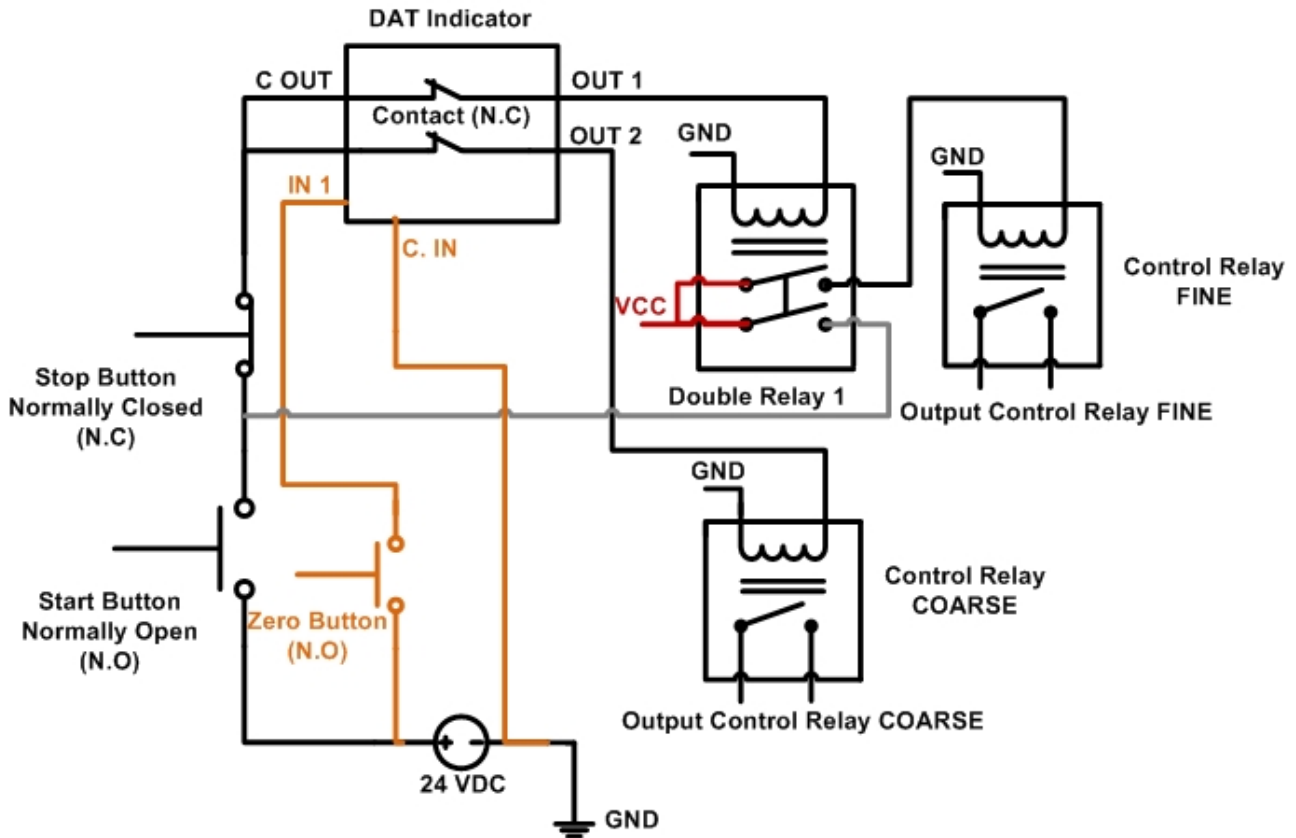 DAT Indicator
C OUT
OUT 1
Contact (N.C)
OUT 2
GND
GND
IN 1
C. IN
VCC
Control Relay
FINE
Stop Button
Normally Closed
(N.C)
Double Relay 1
Output Control Relay FINE
GND
Start Button
Normally Open
(N.O)
Zero Button
(N.O)
Control Relay
COARSE
Output Control Relay COARSE
+ -
24 VDC
GND